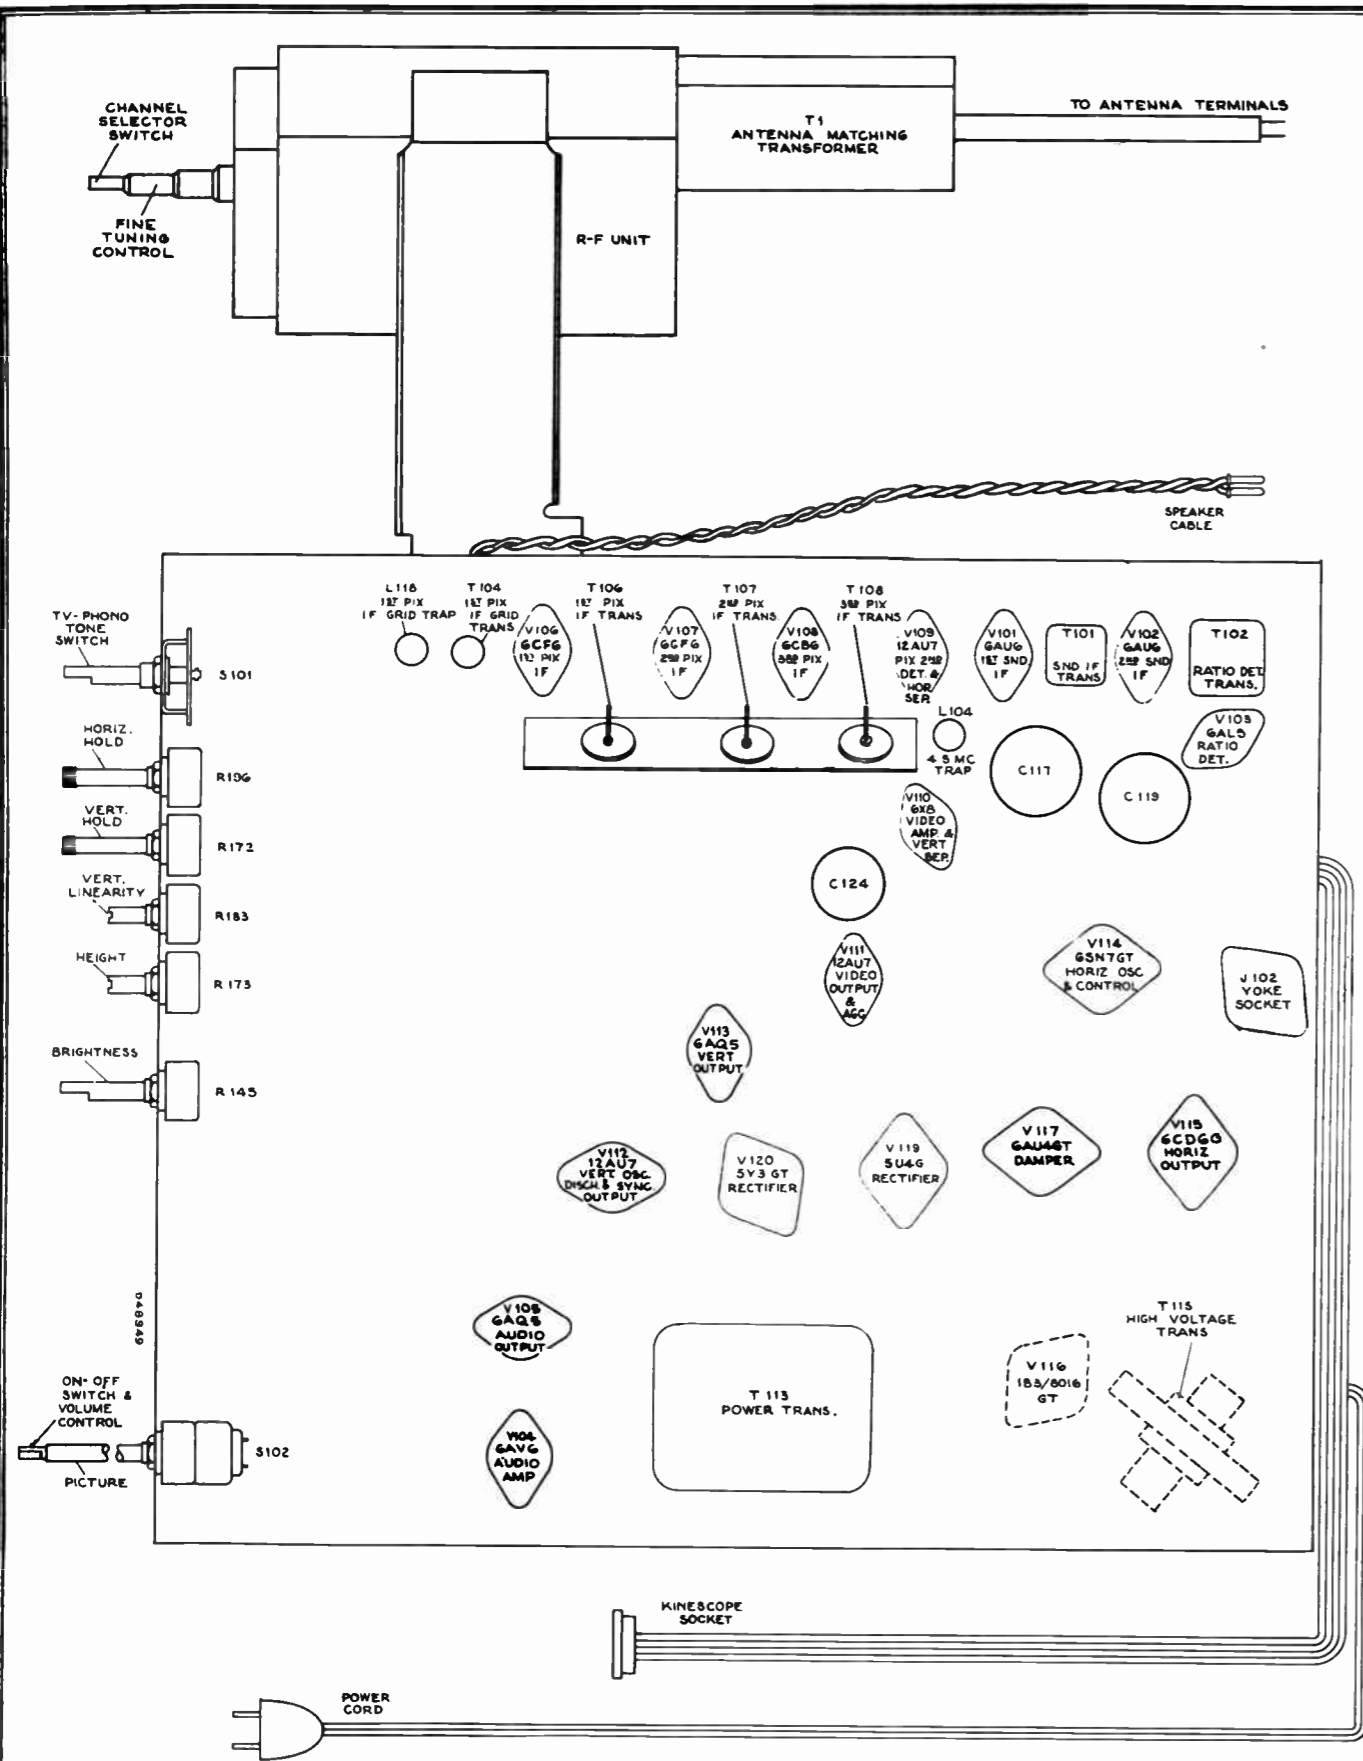 CHANNEL
SELECTOR
SWITCH
FINE
TUNING
CONTROL
T1
ANTENNA MATCHING
TRANSFORMER
TO ANTENNA TERMINALS
R-F UNIT
SPEAKER
CABLE
TV-PHONO
TONE
SWITCH
S101
HORIZ.
HOLD
R196
VERT.
HOLD
R172
VERT.
LINEARITY
R183
HEIGHT
R173
BRIGHTNESS
R145
L118
1ST PIX
IF GRID TRAP
T104
1ST PIX
IF GRID
TRANS
V106
6CF6
1ST PIX
IF
T106
1ST PIX
IF TRANS
V107
6CF6
2ND PIX
IF
T107
2ND PIX
IF TRANS.
V108
6CB6
3RD PIX
IF
T108
3RD PIX
IF TRANS
V109
12AU7
PIX 2ND
DET. &
HOR
SEP.
V101
6AU6
1ST SND.
IF
T101
SND IF
TRANS
V102
6AU6
2ND SND
IF
T102
RATIO DET.
TRANS.
L104
4.5 MC
TRAP
C117
C119
V103
6AL5
RATIO
DET.
V110
6X8
VIDEO
AMP. &
VERT
SEP.
C124
V111
12AU7
VIDEO
OUTPUT
&
AGC
V114
6SN7GT
HORIZ OSC
& CONTROL
J102
YOKE
SOCKET
V113
6AQ5
VERT
OUTPUT
V112
12AU7
VERT OSC.
DISCH. & SYNC.
OUTPUT
V120
5Y3 GT
RECTIFIER
V119
5U4G
RECTIFIER
V117
6AU4GT
DAMPER
V115
6CD6G
HORIZ
OUTPUT
948949
V105
6AQ5
AUDIO
OUTPUT
T113
POWER TRANS.
V116
1B3/8016
GT
T115
HIGH VOLTAGE
TRANS
ON-OFF
SWITCH &
VOLUME
CONTROL
PICTURE
S102
V104
6AV6
AUDIO
AMP
KINESCOPE
SOCKET
POWER
CORD